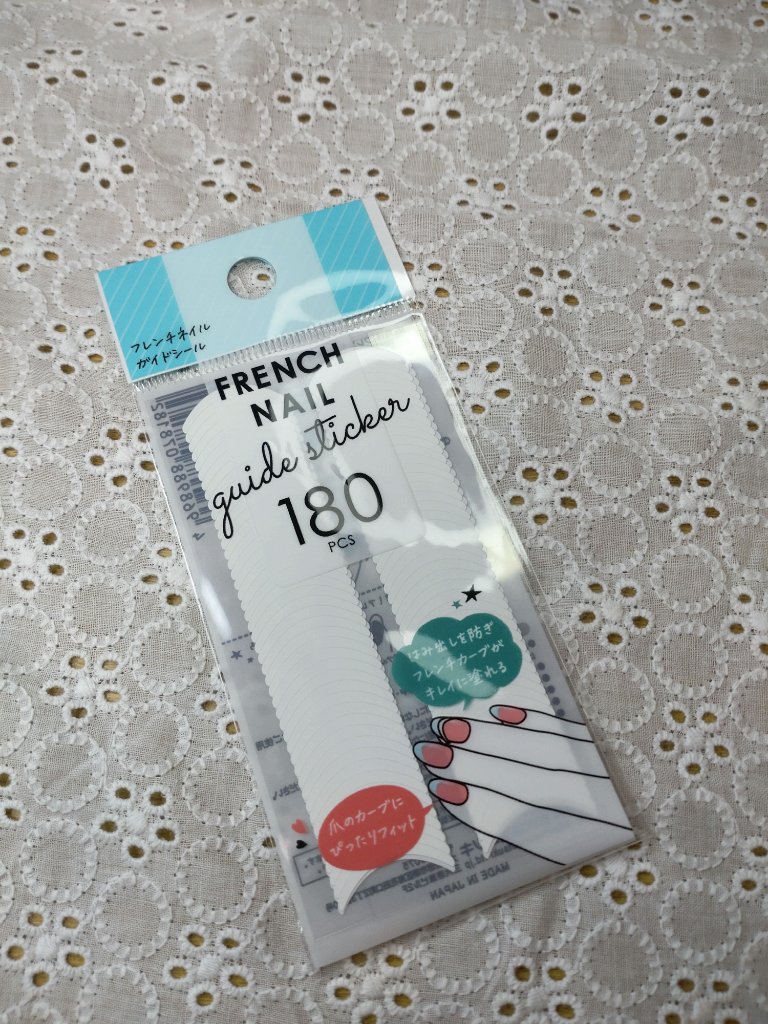 フレンチネイル
ガイドシール
FRENCH
NAIL
guide sticker
180
PCS
はみ出しを防ぎ
フレンチカーブが
キレイに塗れる
爪のカーブに
ぴったりフィット
MADE IN JAPAN